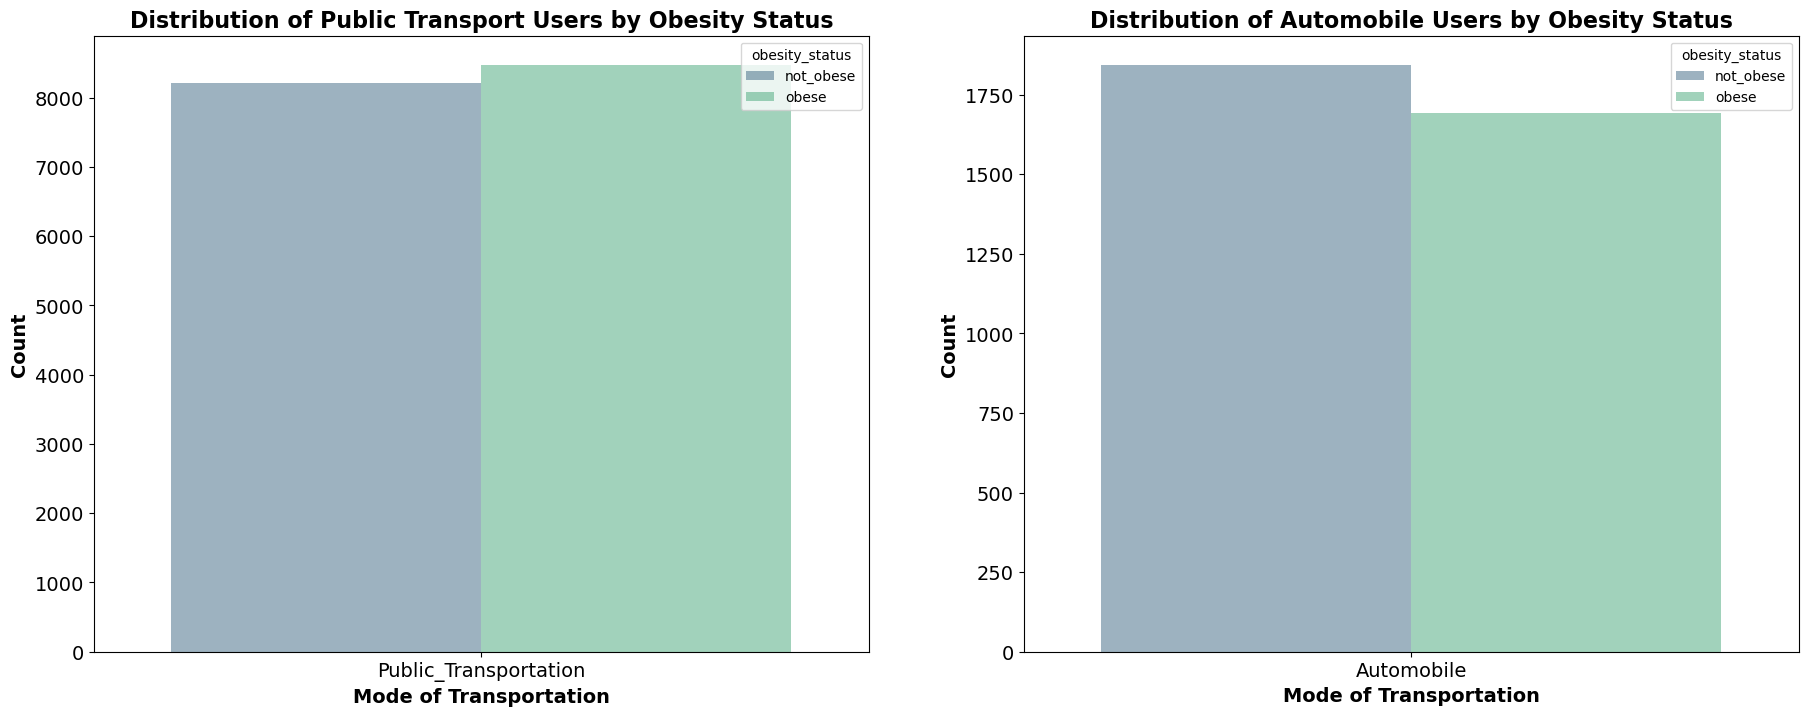 Distribution of Public Transport Users by Obesity Status
obesity_status
not_obese
obese
8000
7000
6000
5000
4000
3000
2000
1000
0
Count
Public_Transportation
Mode of Transportation
Distribution of Automobile Users by Obesity Status
obesity_status
not_obese
obese
1750
1500
1250
1000
750
500
250
0
Count
Automobile
Mode of Transportation